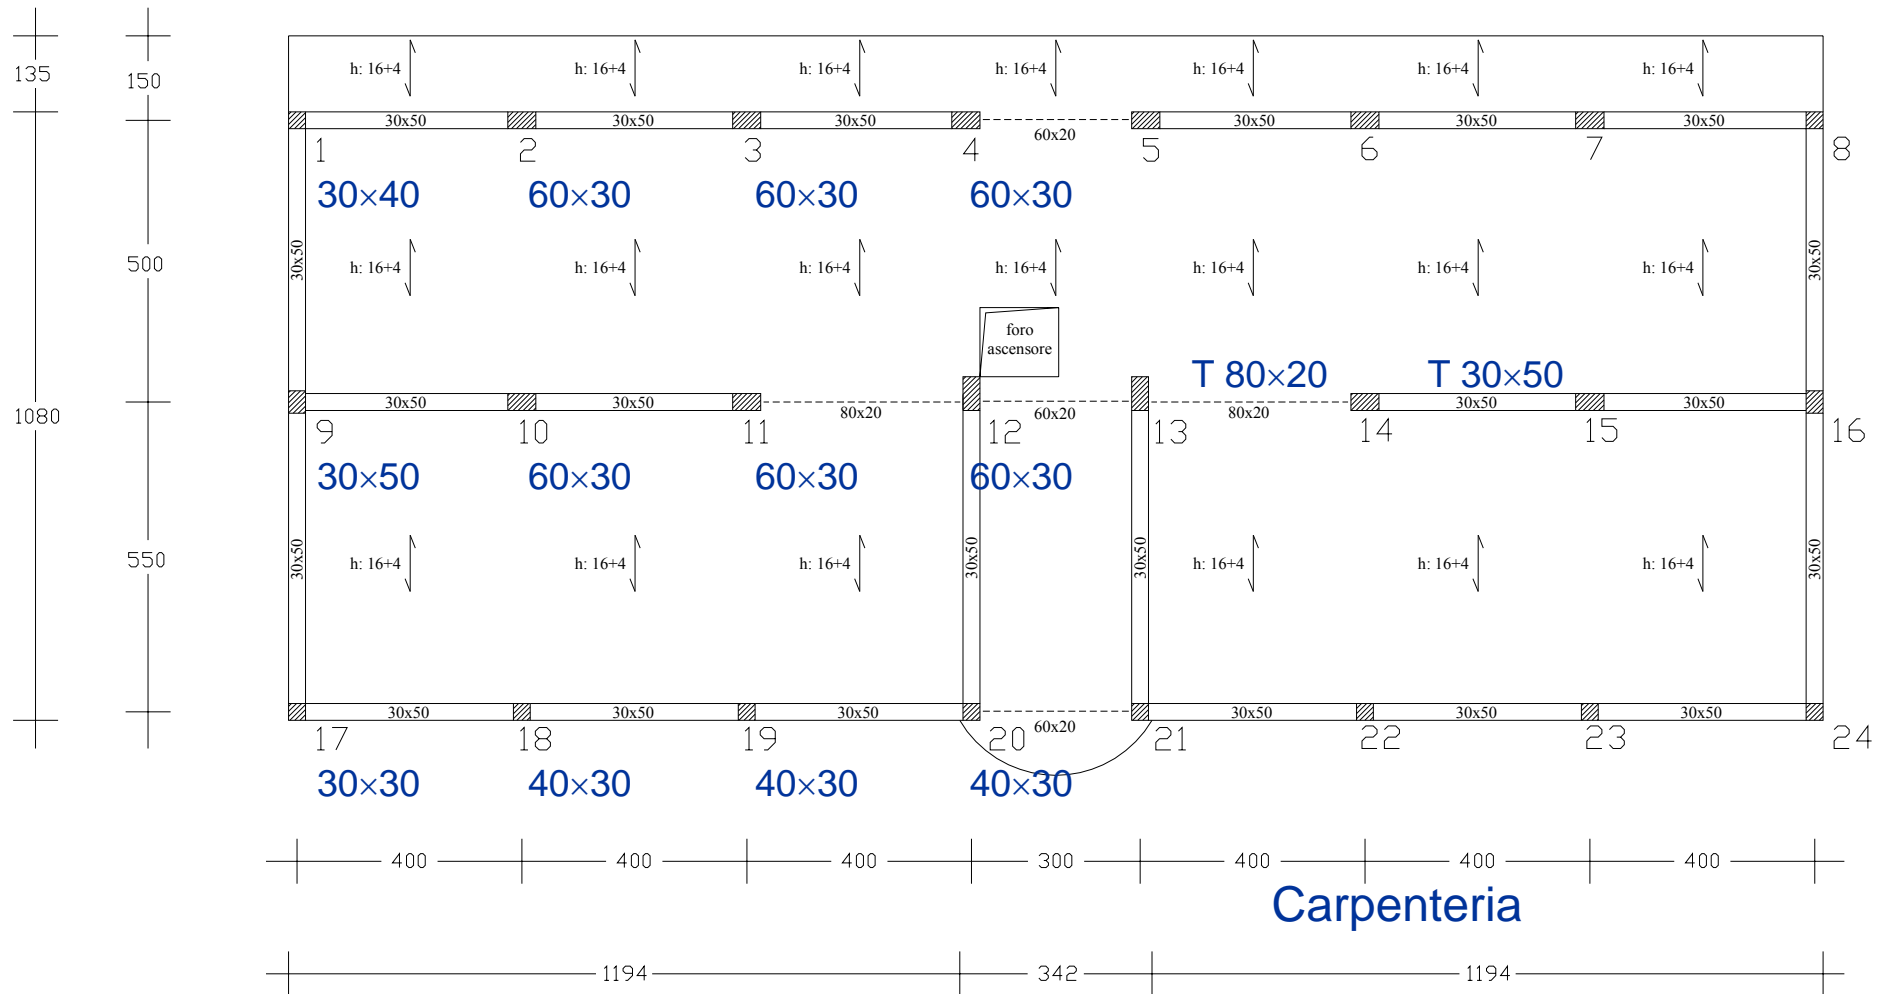 135
150
h: 16+4 h: 16+4 h: 16+4 h: 16+4 h: 16+4 h: 16+4 h: 16+4
30x50 30x50 30x50 60x20 30x50 30x50 30x50
1 2 3 4 5 6 7 8
30×40 60×30 60×30 60×30
500
30x50 h: 16+4 h: 16+4 h: 16+4 h: 16+4 h: 16+4 h: 16+4 h: 16+4 30x50
foro
ascensore
T 80×20 T 30×50
1080
30x50 30x50 80x20 60x20 80x20 30x50 30x50
9 10 11 12 13 14 15 16
30×50 60×30 60×30 60×30
550
30x50 h: 16+4 h: 16+4 h: 16+4 30x50 30x50 h: 16+4 h: 16+4 h: 16+4 30x50
30x50 30x50 30x50 60x20 30x50 30x50 30x50
17 18 19 20 21 22 23 24
30×30 40×30 40×30 40×30
400 400 400 300 400 400 400
Carpenteria
1194 342 1194